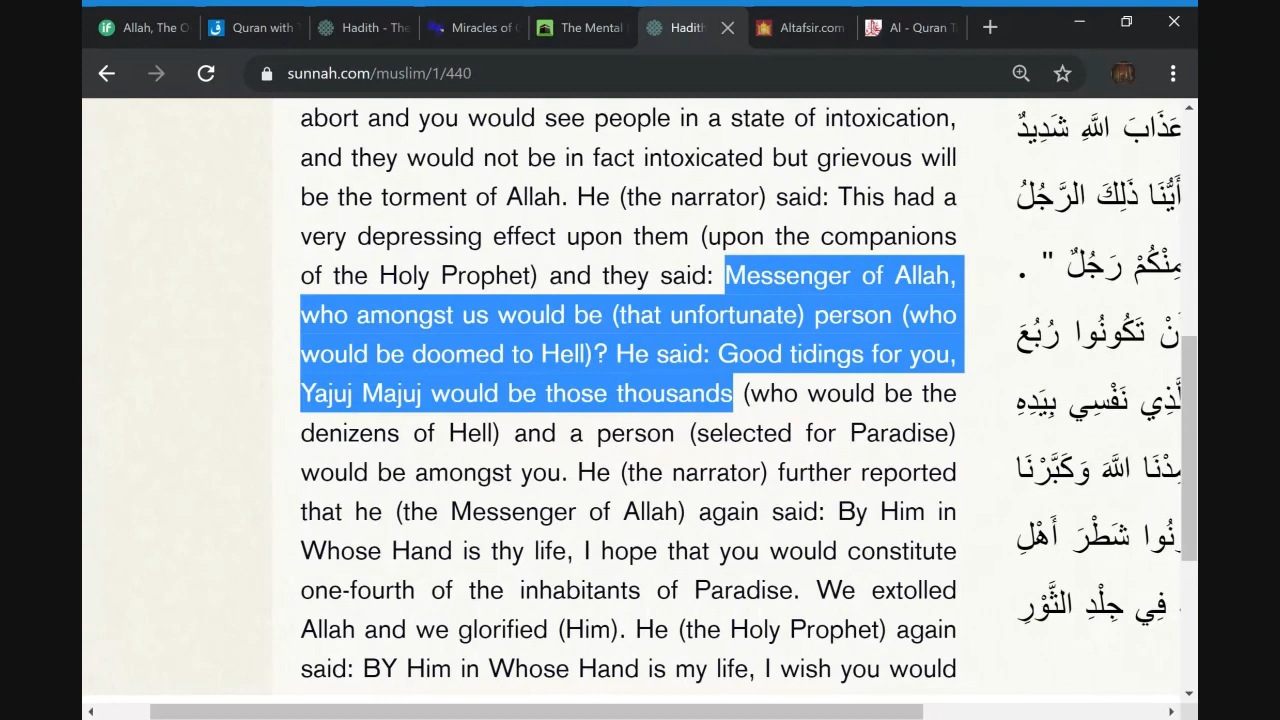 Allah, The O
Quran with
Hadith - The
Miracles of
The Mental
Hadith
Altafsir.com
Al - Quran T
sunnah.com/muslim/1/440
abort and you would see people in a state of intoxication,
and they would not be in fact intoxicated but grievous will
be the torment of Allah. He (the narrator) said: This had a
very depressing effect upon them (upon the companions
of the Holy Prophet) and they said: Messenger of Allah,
who amongst us would be (that unfortunate) person (who
would be doomed to Hell)? He said: Good tidings for you,
Yajuj Majuj would be those thousands (who would be the
denizens of Hell) and a person (selected for Paradise)
would be amongst you. He (the narrator) further reported
that he (the Messenger of Allah) again said: By Him in
Whose Hand is thy life, I hope that you would constitute
one-fourth of the inhabitants of Paradise. We extolled
Allah and we glorified (Him). He (the Holy Prophet) again
said: BY Him in Whose Hand is my life, I wish you would
عَذَابَ اللَّهِ شَدِيدٌ
أَيُّنَا ذَلِكَ الرَّجُلُ
مِنْكُمْ رَجُلٌ " .
نْ تَكُونُوا رُبُعَ
لَّذِي نَفْسِي بِيَدِهِ
مِدْنَا اللَّهَ وَكَبَّرْنَا
نُوا شَطْرَ أَهْلِ
فِي جِلْدِ الثَّوْرِ